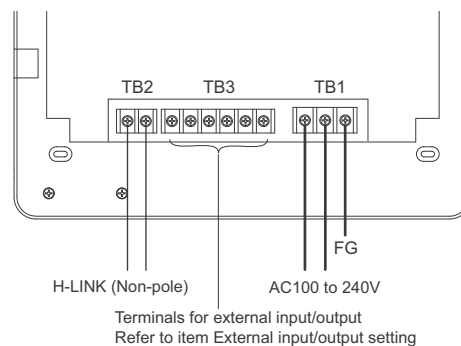 TB2 TB3 TB1
FG
H-LINK (Non-pole) AC100 to 240V
Terminals for external input/output
Refer to item External input/output setting